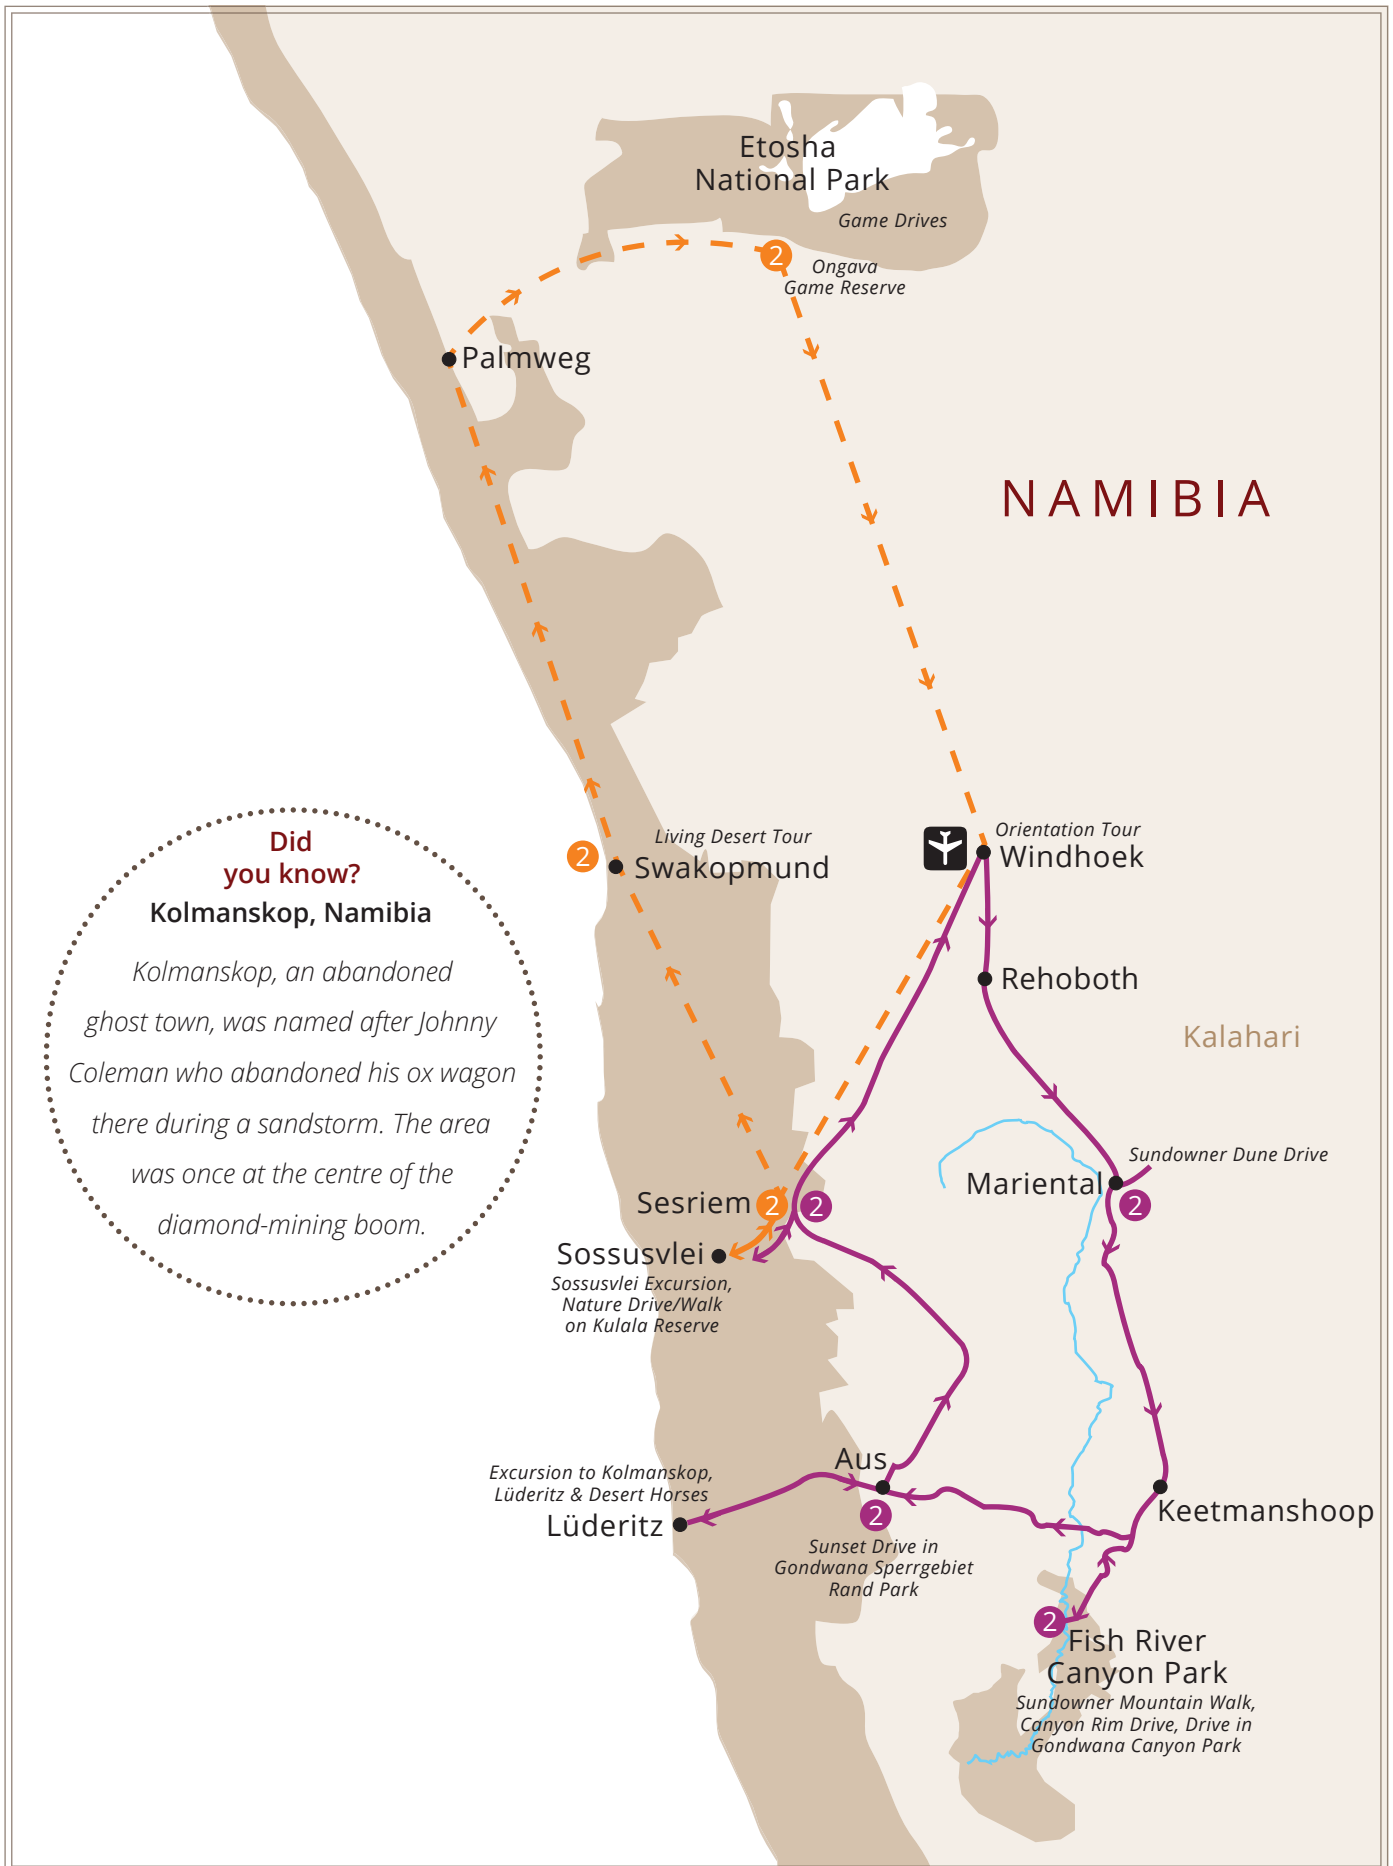 Etosha
National Park
Game Drives
2
Ongava
Game Reserve
Palmweg
NAMIBIA
Did
you know?
Kolmanskop, Namibia
Kolmanskop, an abandoned
ghost town, was named after Johnny
Coleman who abandoned his ox wagon
there during a sandstorm. The area
was once at the centre of the
diamond-mining boom.
2
Living Desert Tour
Swakopmund
Orientation Tour
Windhoek
Rehoboth
Kalahari
Sundowner Dune Drive
Mariental
2
Sesriem
2
2
Sossusvlei
Sossusvlei Excursion,
Nature Drive/Walk
on Kulala Reserve
Aus
2
Sunset Drive in
Gondwana Sperrgebiet
Rand Park
Excursion to Kolmanskop,
Lüderitz & Desert Horses
Lüderitz
Keetmanshoop
2
Fish River
Canyon Park
Sundowner Mountain Walk,
Canyon Rim Drive, Drive in
Gondwana Canyon Park